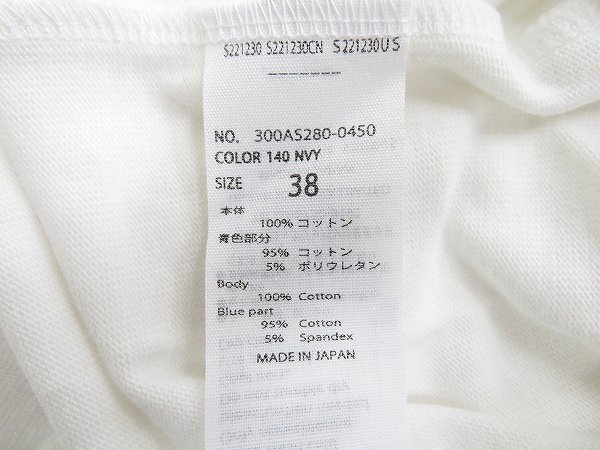 S221230 S221230CN S221230US
NO. 300AS280-0450
COLOR 140 NVY
SIZE 38
本体
100% コットン
青色部分
95% コットン
5% ポリウレタン
Body
100% Cotton
Blue part
95% Cotton
5% Spandex
MADE IN JAPAN